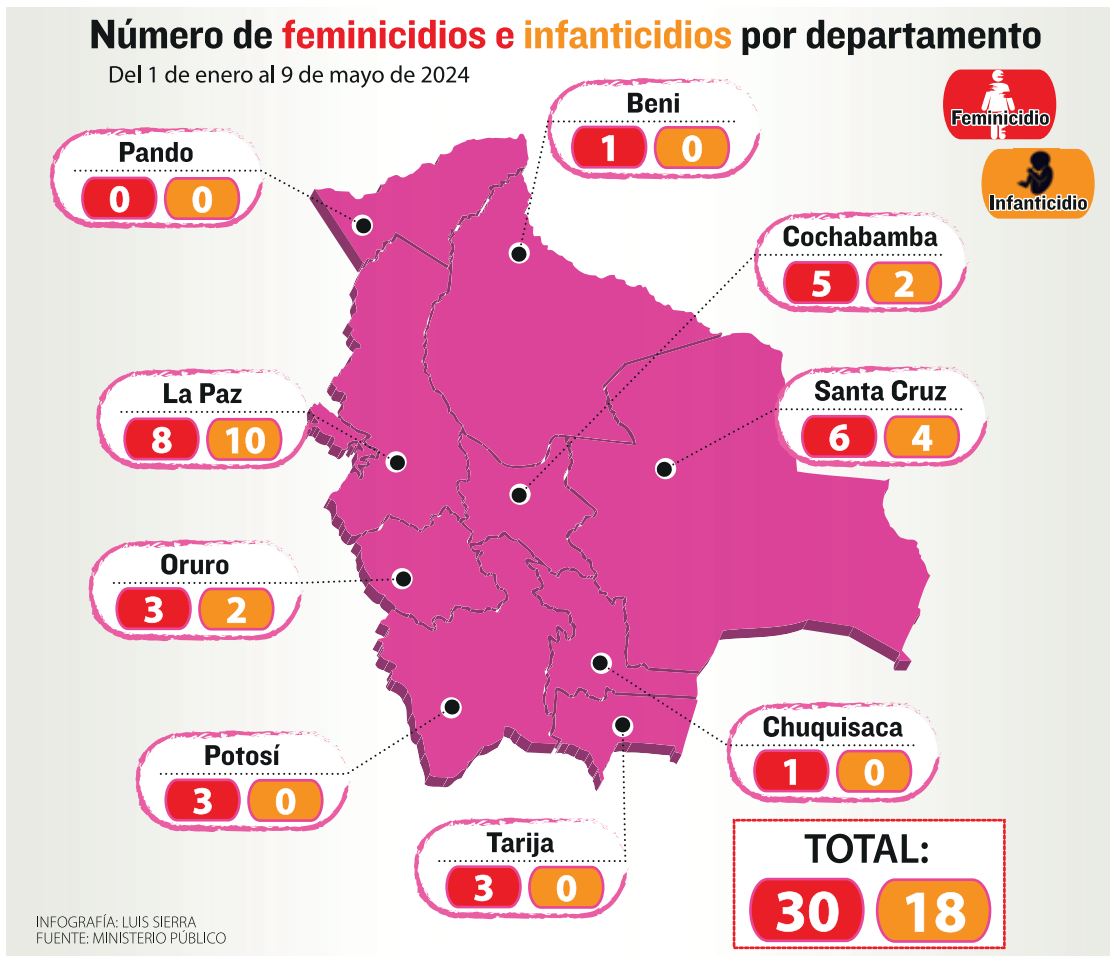 Número de feminicidios e infanticidios por departamento
Del 1 de enero al 9 de mayo de 2024
Feminicidio
Infanticidio
Beni
1 0
Pando
0 0
Cochabamba
5 2
La Paz
8 10
Santa Cruz
6 4
Oruro
3 2
Potosí
3 0
Chuquisaca
1 0
Tarija
3 0
TOTAL:
30 18
INFOGRAFÍA: LUIS SIERRA
FUENTE: MINISTERIO PÚBLICO